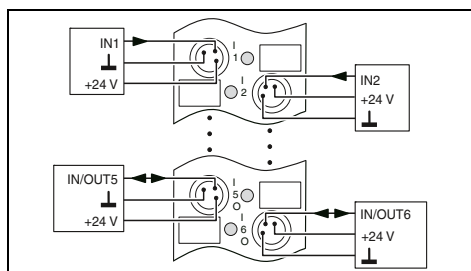 IN1
+24 V
I
1
I
2
IN2
+24 V
IN/OUT5
+24 V
I
5
O
I
6
O
IN/OUT6
+24 V